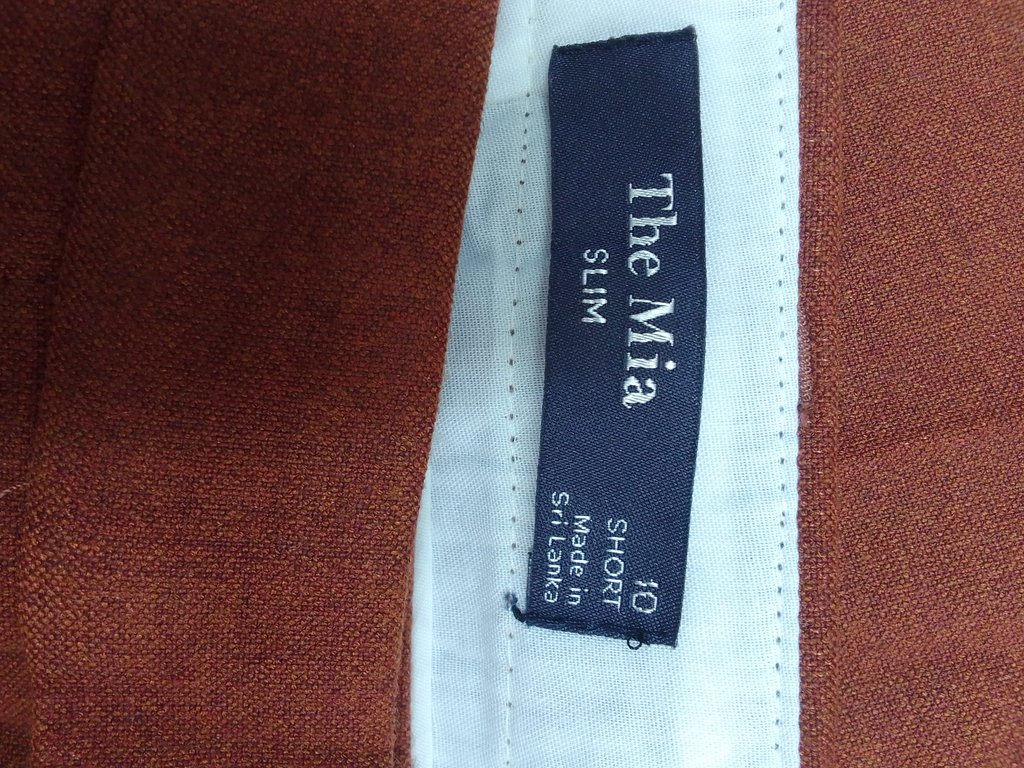 The Mia
SLIM
10
SHORT
Made in
Sri Lanka